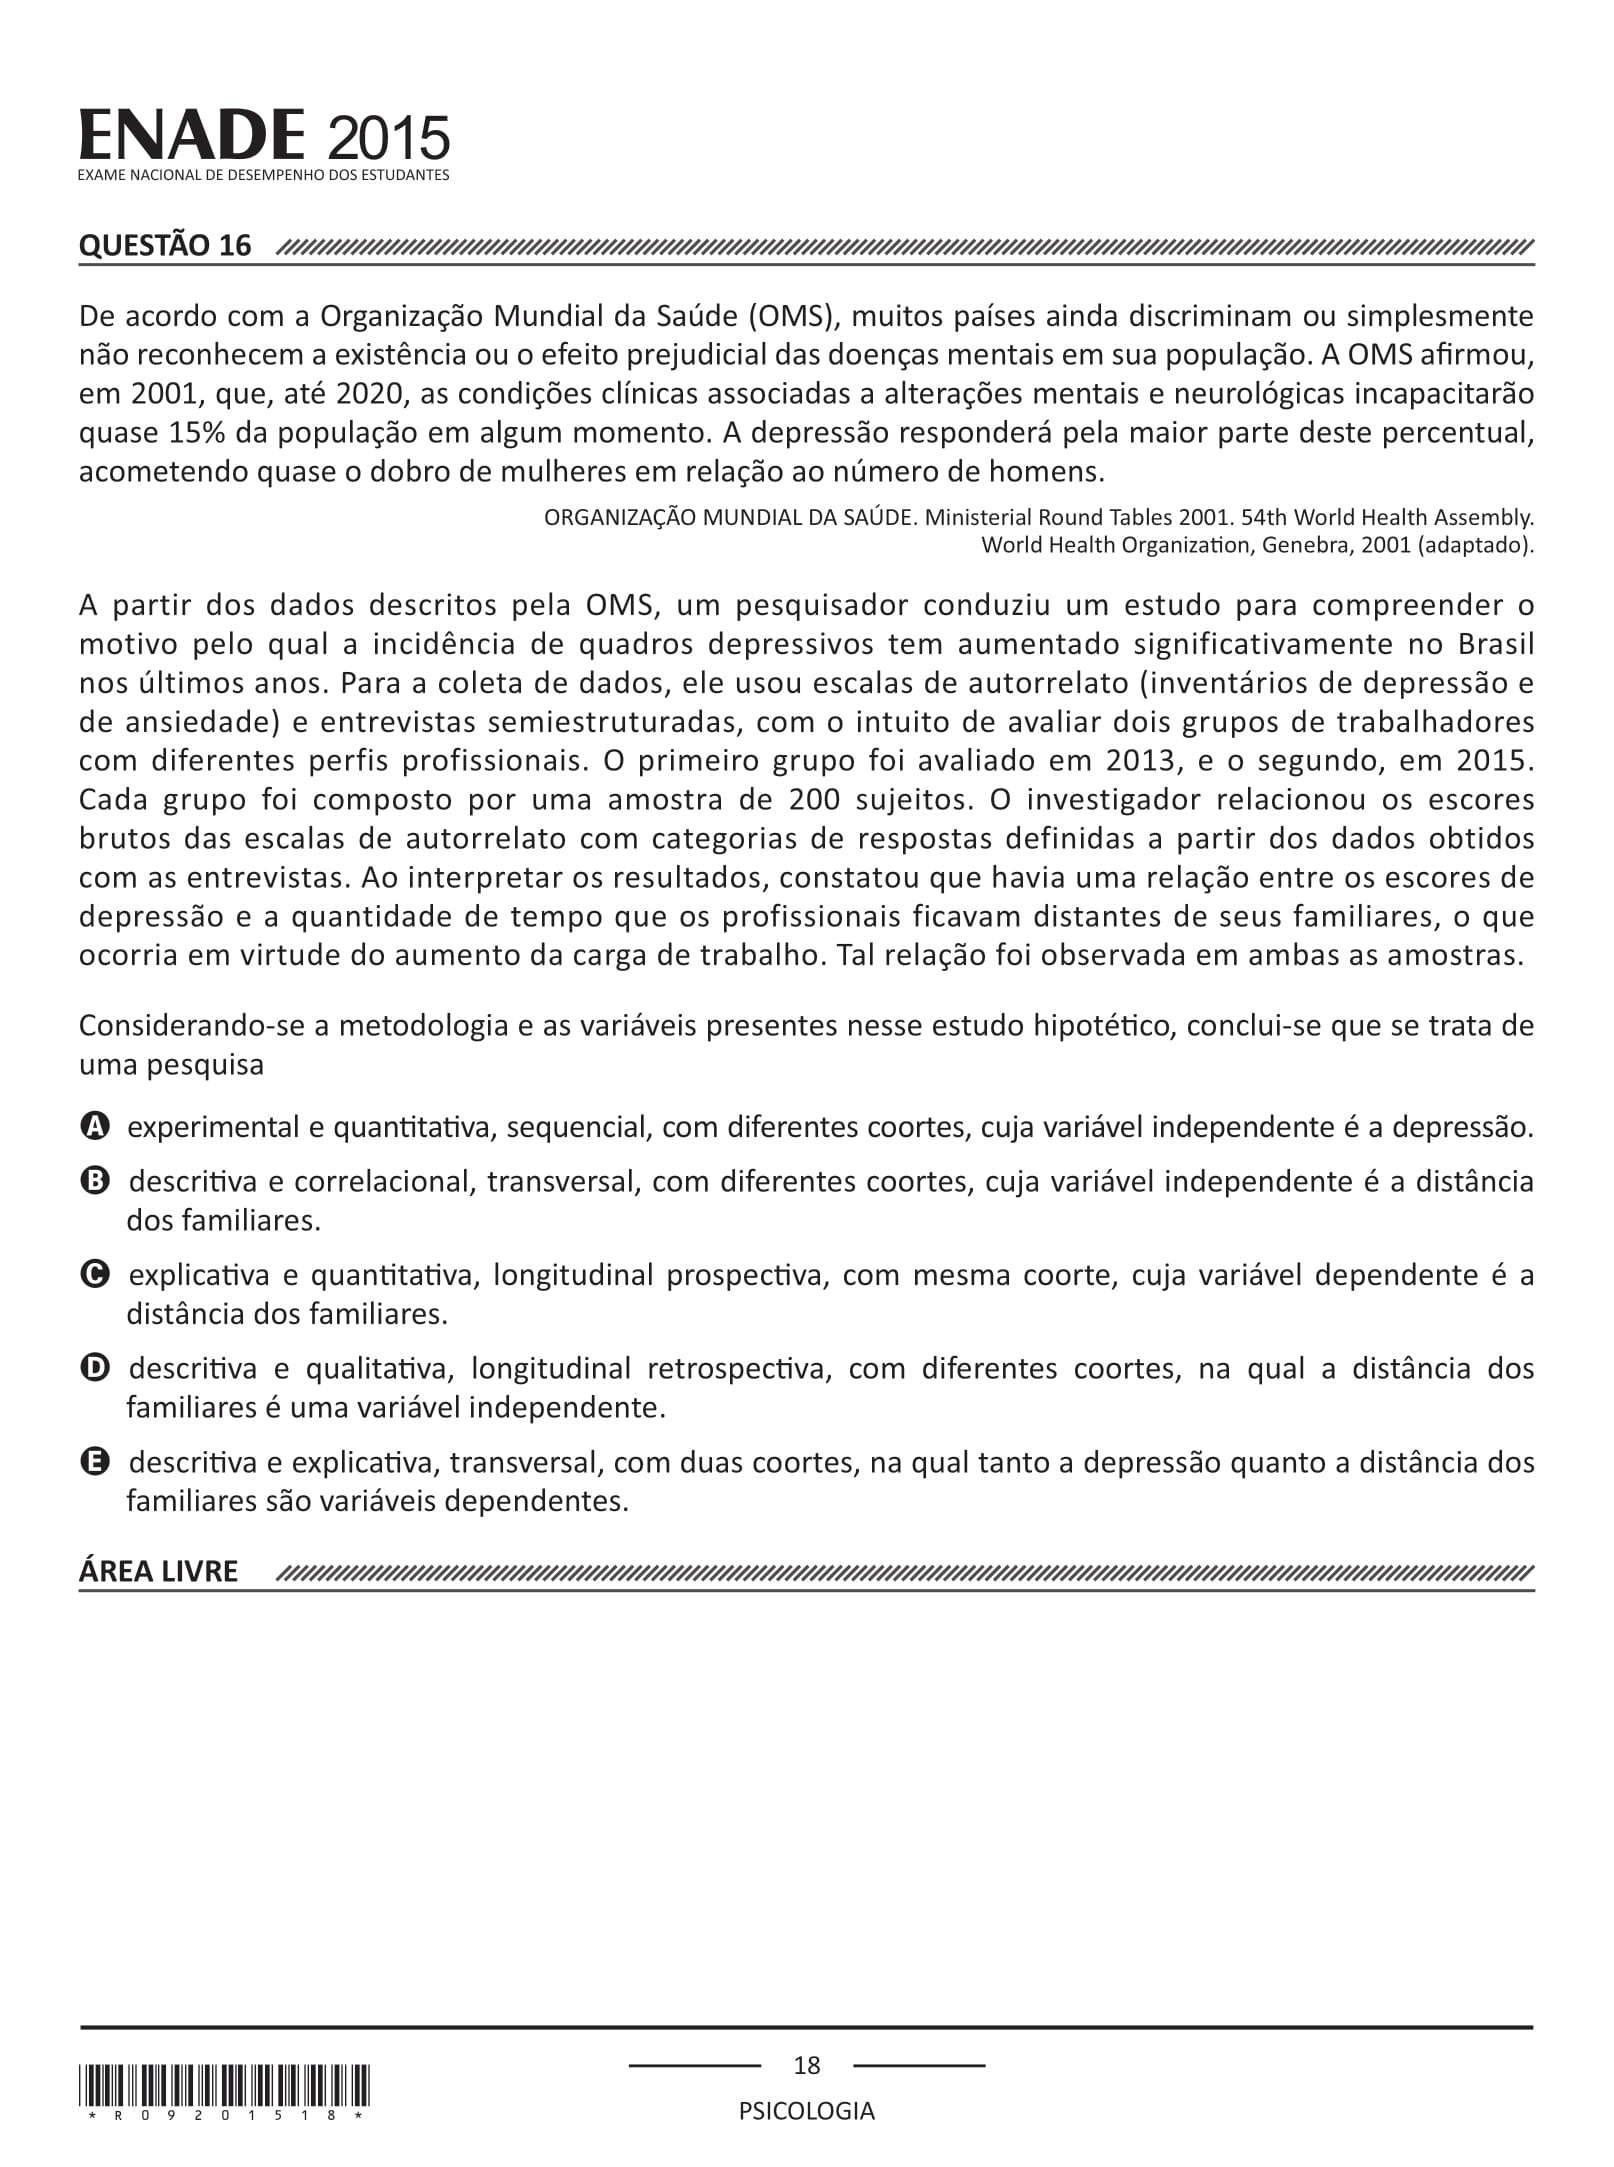 ENADE 2015
EXAME NACIONAL DE DESEMPENHO DOS ESTUDANTES
QUESTÃO 16
De acordo com a Organização Mundial da Saúde (OMS), muitos países ainda discriminam ou simplesmente
não reconhecem a existência ou o efeito prejudicial das doenças mentais em sua população. A OMS afirmou,
em 2001, que, até 2020, as condições clínicas associadas a alterações mentais e neurológicas incapacitarão
quase 15% da população em algum momento. A depressão responderá pela maior parte deste percentual,
acometendo quase o dobro de mulheres em relação ao número de homens.
ORGANIZAÇÃO MUNDIAL DA SAÚDE. Ministerial Round Tables 2001. 54th World Health Assembly.
World Health Organization, Genebra, 2001 (adaptado).
A partir dos dados descritos pela OMS, um pesquisador conduziu um estudo para compreender o
motivo pelo qual a incidência de quadros depressivos tem aumentado significativamente no Brasil
nos últimos anos. Para a coleta de dados, ele usou escalas de autorrelato (inventários de depressão e
de ansiedade) e entrevistas semiestruturadas, com o intuito de avaliar dois grupos de trabalhadores
com diferentes perfis profissionais. O primeiro grupo foi avaliado em 2013, e o segundo, em 2015.
Cada grupo foi composto por uma amostra de 200 sujeitos. O investigador relacionou os escores
brutos das escalas de autorrelato com categorias de respostas definidas a partir dos dados obtidos
com as entrevistas. Ao interpretar os resultados, constatou que havia uma relação entre os escores de
depressão e a quantidade de tempo que os profissionais ficavam distantes de seus familiares, o que
ocorria em virtude do aumento da carga de trabalho. Tal relação foi observada em ambas as amostras.
Considerando-se a metodologia e as variáveis presentes nesse estudo hipotético, conclui-se que se trata de
uma pesquisa
A experimental e quantitativa, sequencial, com diferentes coortes, cuja variável independente é a depressão.
B descritiva e correlacional, transversal, com diferentes coortes, cuja variável independente é a distância
dos familiares.
C explicativa e quantitativa, longitudinal prospectiva, com mesma coorte, cuja variável dependente é a
distância dos familiares.
D descritiva e qualitativa, longitudinal retrospectiva, com diferentes coortes, na qual a distância dos
familiares é uma variável independente.
E descritiva e explicativa, transversal, com duas coortes, na qual tanto a depressão quanto a distância dos
familiares são variáveis dependentes.
ÁREA LIVRE
18
PSICOLOGIA
*R09201518*